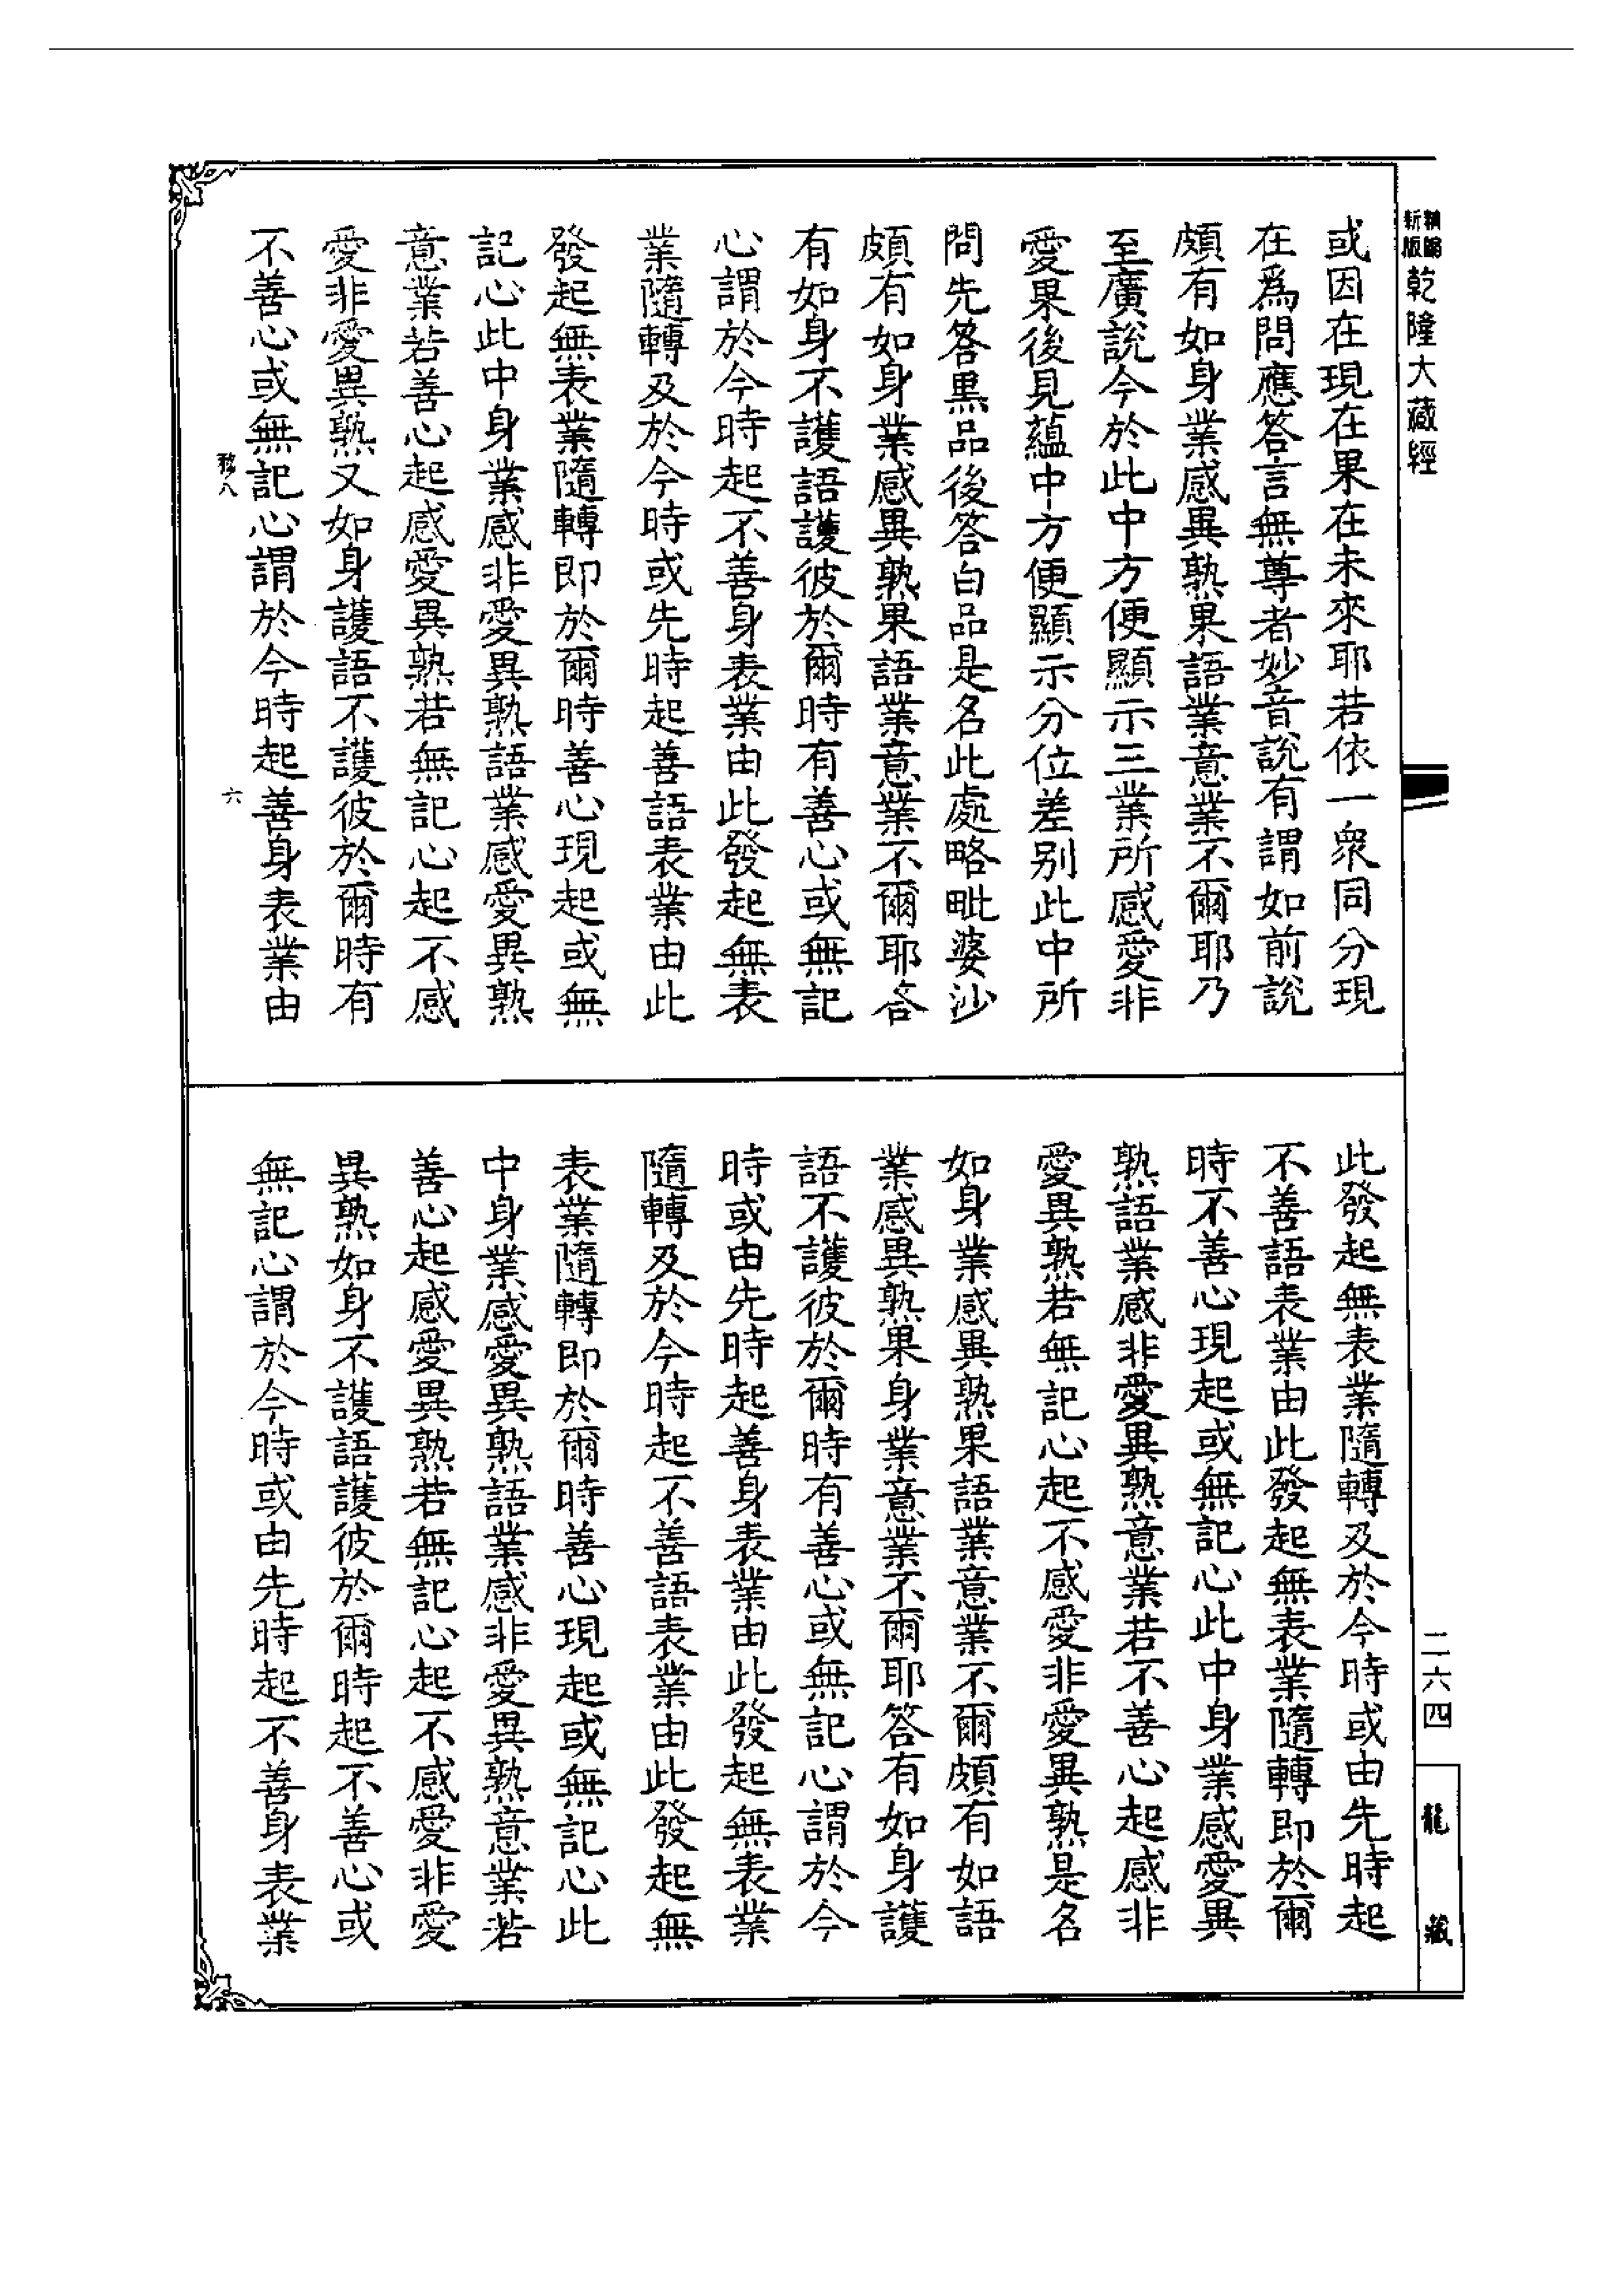 新編
新版
乾隆大藏經
或因在現在果在未來耶若依一衆同分現
在爲問應答言無尊者妙音說有謂如前說
頗有如身業感異熟果語業意業不爾耶乃
至廣說今於此中方便顯示三業所感愛非
愛果後見蘊中方便顯示分位差別此中所
問先答黑品後答白品是名此處略毗婆沙
頗有如身業感異熟果語業意業不爾耶答
有如身不護語護彼於爾時有善心或無記
心謂於今時起不善身表業由此發起無表
業隨轉及於今時或先時起善語表業由此
發起無表業隨轉即於爾時善心現起或無
記心此中身業感非愛異熟語業感愛異熟
意業若善心起感愛異熟若無記心起不感
愛非愛異熟又如身護語不護彼於爾時有
不善心或無記心謂於今時起善身表業由
務八
六
此發起無表業隨轉及於今時或由先時起
不善語表業由此發起無表業隨轉即於爾
時不善心現起或無記心此中身業感愛異
熟語業感非愛異熟意業若不善心起感非
愛異熟若無記心起不感愛非愛異熟是名
如身業感異熟果語業意業不爾頗有如語
業感異熟果身業意業不爾耶答有如身護
語不護彼於爾時有善心或無記心謂於今
時或由先時起善身表業由此發起無表業
隨轉及於今時起不善語表業由此發起無
表業隨轉即於爾時善心現起或無記心此
中身業感愛異熟語業感非愛異熟意業若
善心起感愛異熟若無記心起不感愛非愛
異熟如身不護語護彼於爾時起不善心或
無記心謂於今時或由先時起不善身表業
二六四
龍藏